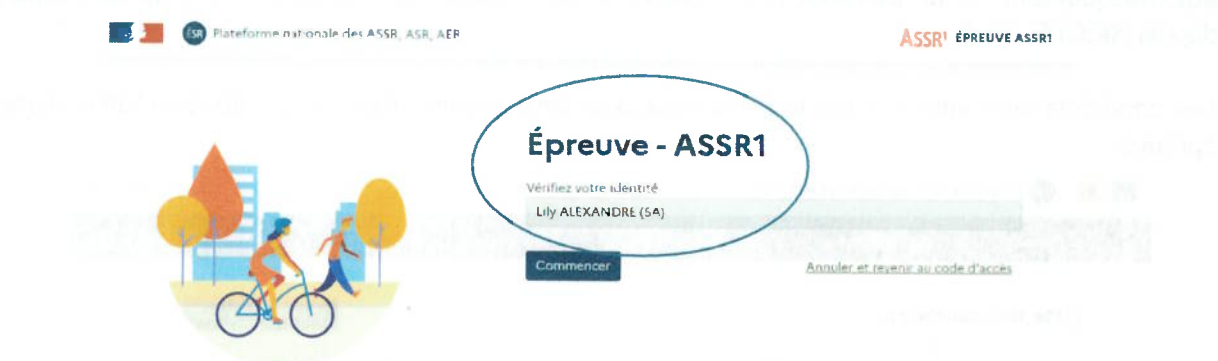 ESR Plateforme nationale des ASSR, ASR, AER
ASSR1 ÉPREUVE ASSR1
Épreuve - ASSR1
Vérifiez votre identité
Lily ALEXANDRE (5A)
Commencer
Annuler et revenir au code d'accès